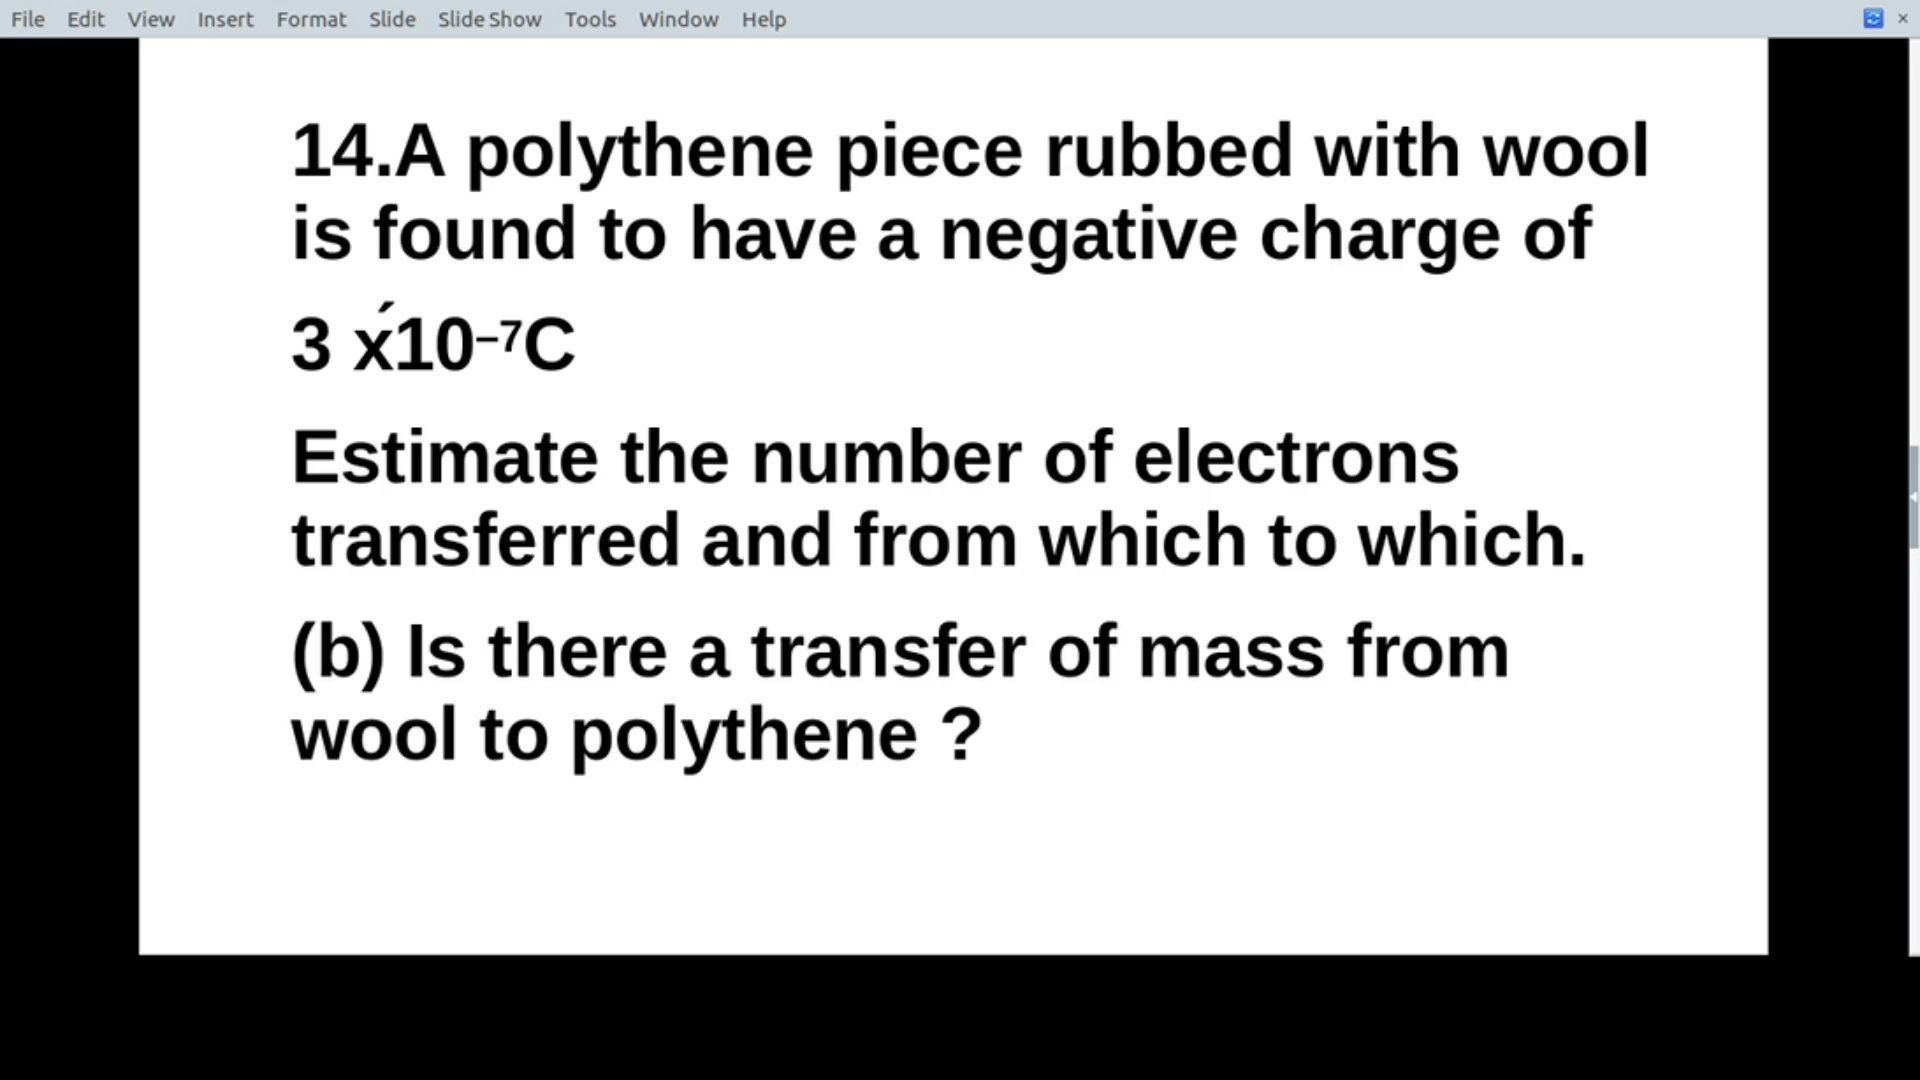 File Edit View Insert Format Slide Slide Show Tools Window Help
14.A polythene piece rubbed with wool
is found to have a negative charge of
3 x́10⁻⁷C
Estimate the number of electrons
transferred and from which to which.
(b) Is there a transfer of mass from
wool to polythene ?